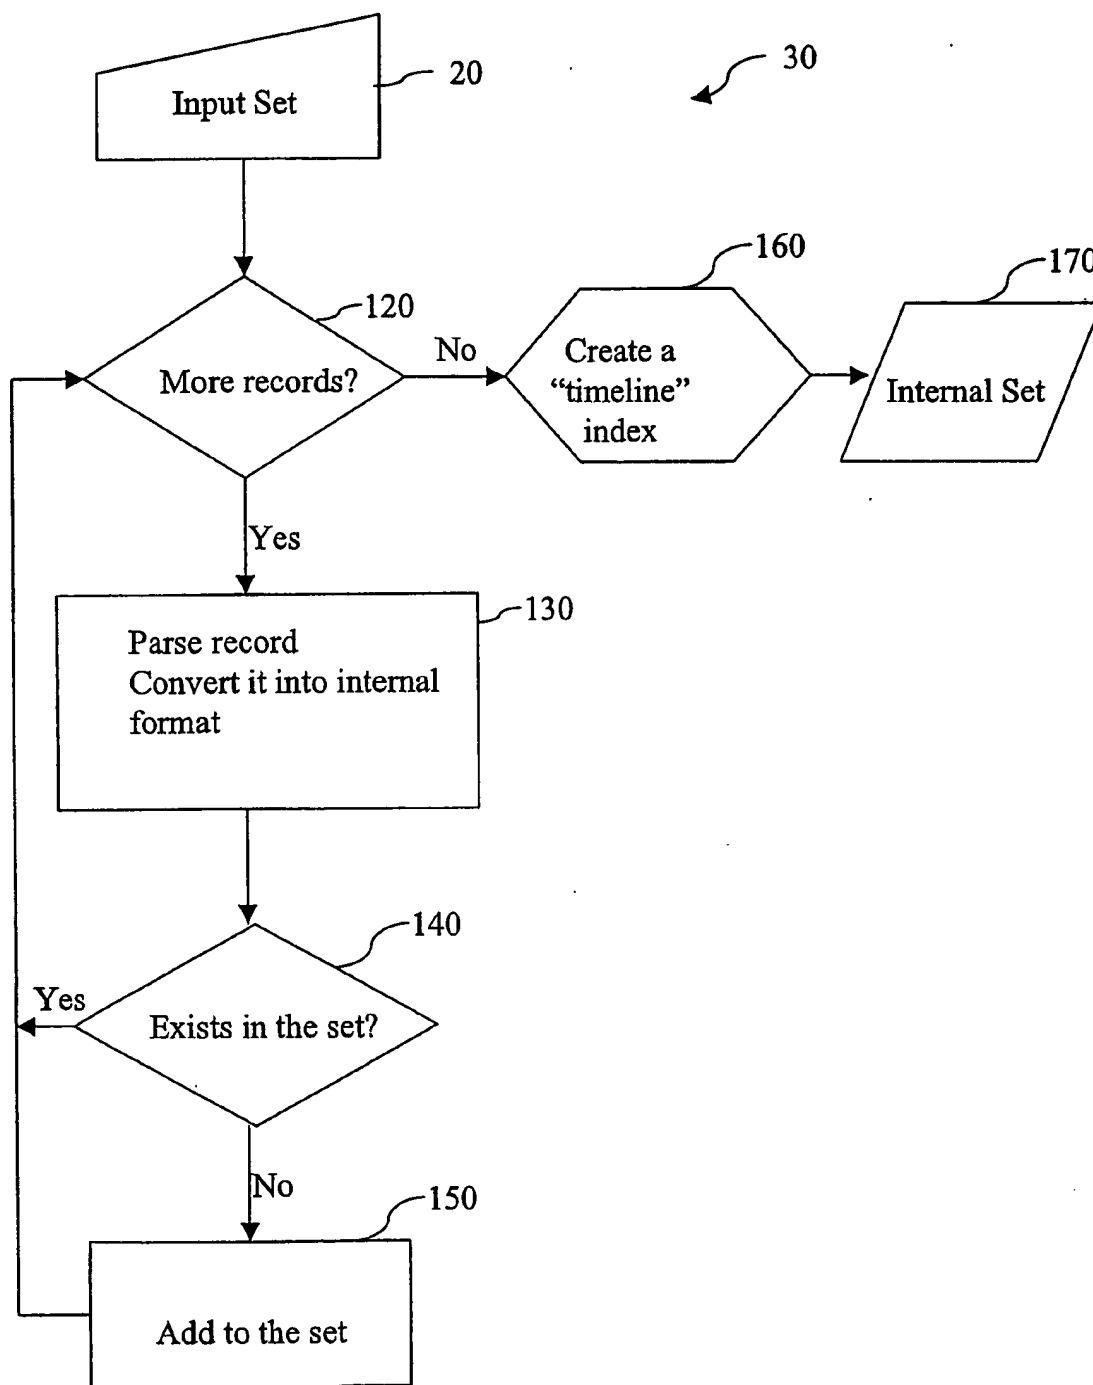 Input Set
20
30
120
More records?
No
160
Create a
“timeline”
index
170
Internal Set
Yes
130
Parse record
Convert it into internal
format
140
Yes
Exists in the set?
No
150
Add to the set